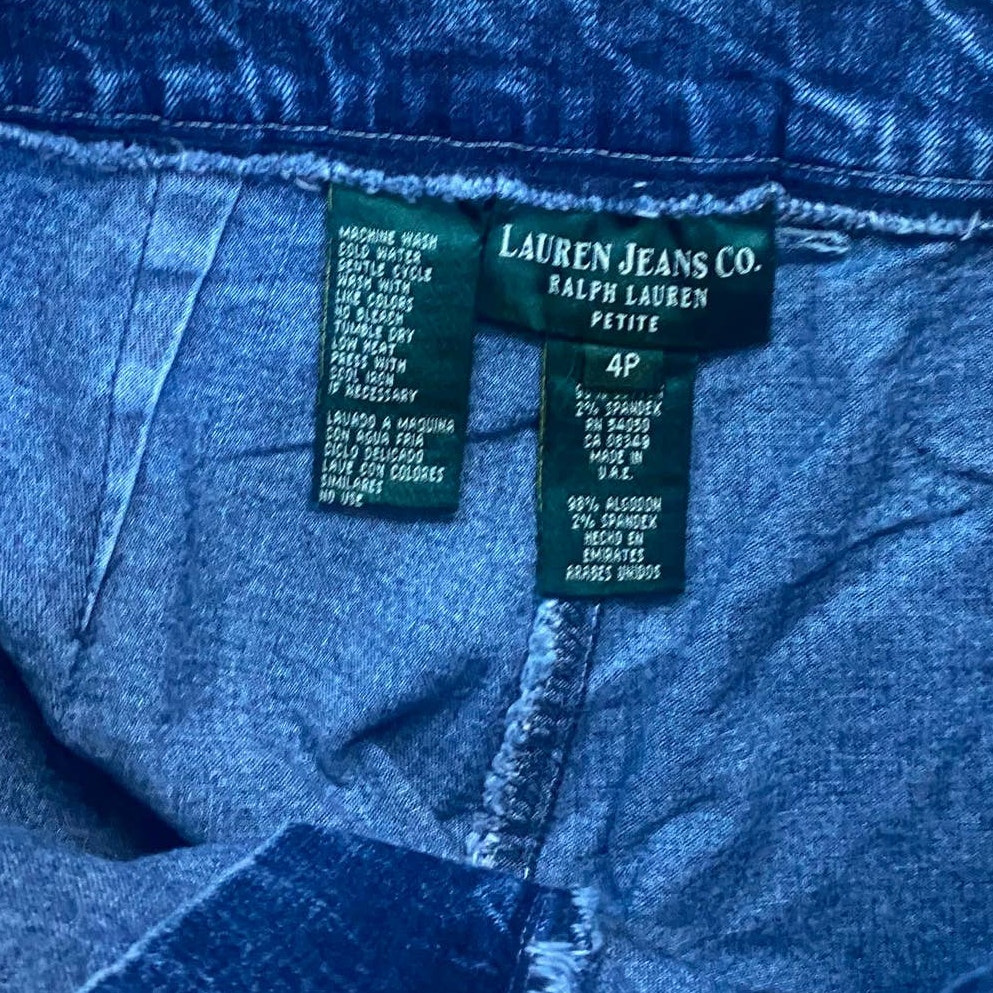 MACHINE WASH
COLD WATER
GENTLE CYCLE
WASH WITH
LIKE COLORS
NO BLEACH
TUMBLE DRY
LOW HEAT
PRESS WITH
COOL IRON
IF NECESSARY
LAVADO A MAQUINA
CON AGUA FRIA
CICLO DELICADO
LAVE CON COLORES
SIMILARES
NO USE
LAUREN JEANS CO.
RALPH LAUREN
PETITE
4P
2% SPANDEX
RN 54050
CA 08349
MADE IN
U.A.E.
98% ALGODON
2% SPANDEX
HECHO EN
EMIRATES
ARABES UNIDOS